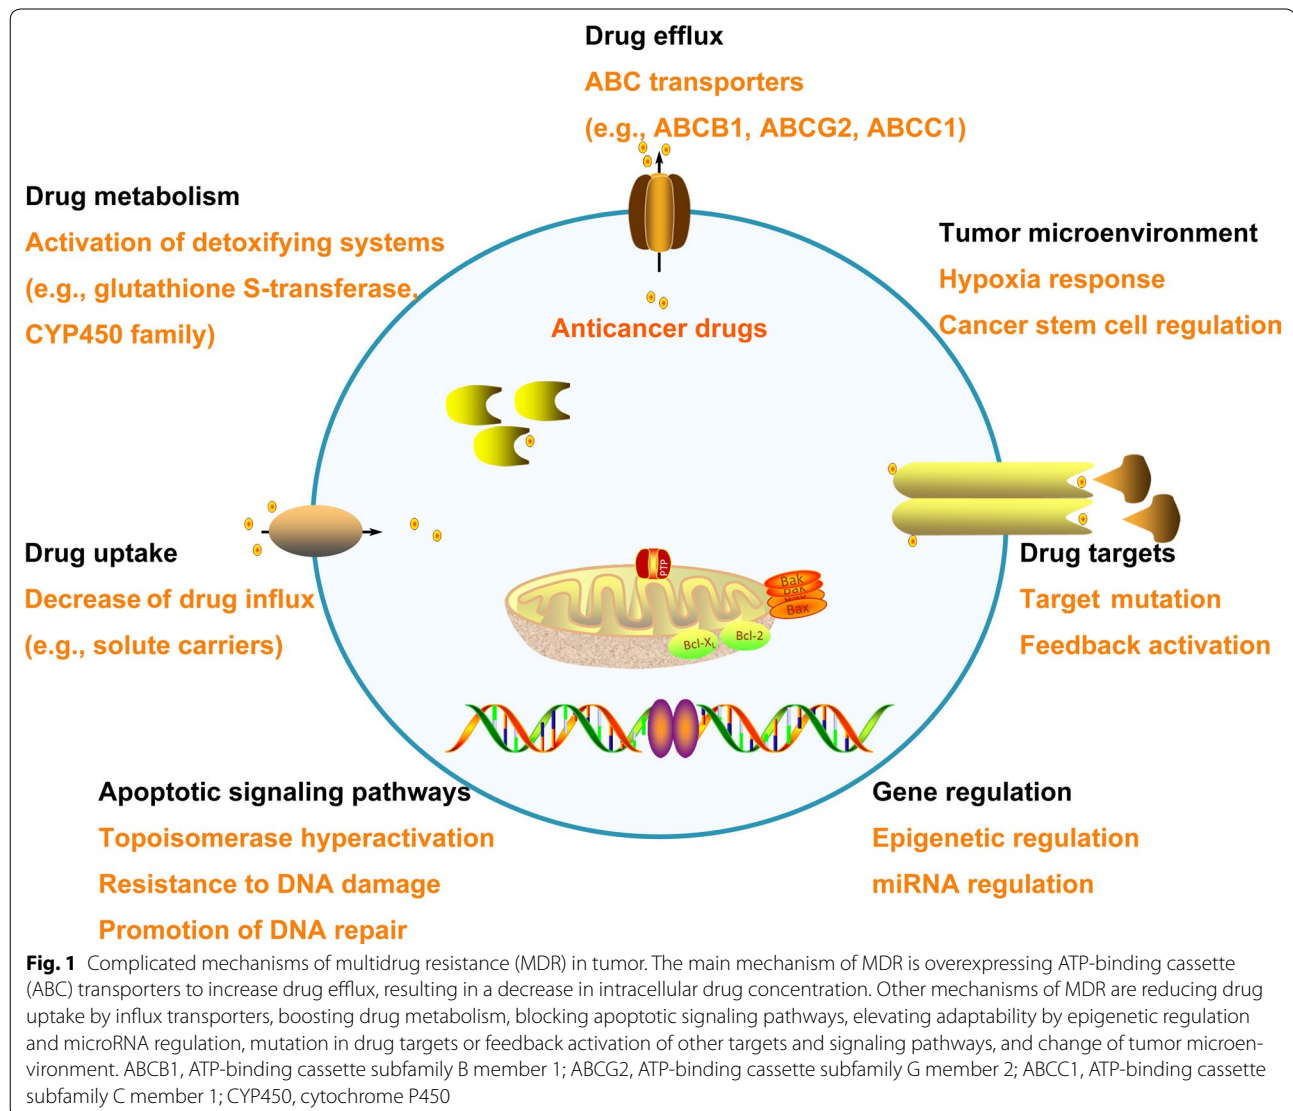 Drug efflux
ABC transporters
(e.g., ABCB1, ABCG2, ABCC1)
Drug metabolism
Activation of detoxifying systems
(e.g., glutathione S-transferase,
CYP450 family)
Tumor microenvironment
Hypoxia response
Cancer stem cell regulation
Anticancer drugs
Drug uptake
Decrease of drug influx
(e.g., solute carriers)
Drug targets
Target mutation
Feedback activation
PTP
Bak
Bax
Bcl-XL
Bcl-2
Apoptotic signaling pathways
Topoisomerase hyperactivation
Resistance to DNA damage
Promotion of DNA repair
Gene regulation
Epigenetic regulation
miRNA regulation
Fig. 1 Complicated mechanisms of multidrug resistance (MDR) in tumor. The main mechanism of MDR is overexpressing ATP-binding cassette
(ABC) transporters to increase drug efflux, resulting in a decrease in intracellular drug concentration. Other mechanisms of MDR are reducing drug
uptake by influx transporters, boosting drug metabolism, blocking apoptotic signaling pathways, elevating adaptability by epigenetic regulation
and microRNA regulation, mutation in drug targets or feedback activation of other targets and signaling pathways, and change of tumor microen-
vironment. ABCB1, ATP-binding cassette subfamily B member 1; ABCG2, ATP-binding cassette subfamily G member 2; ABCC1, ATP-binding cassette
subfamily C member 1; CYP450, cytochrome P450